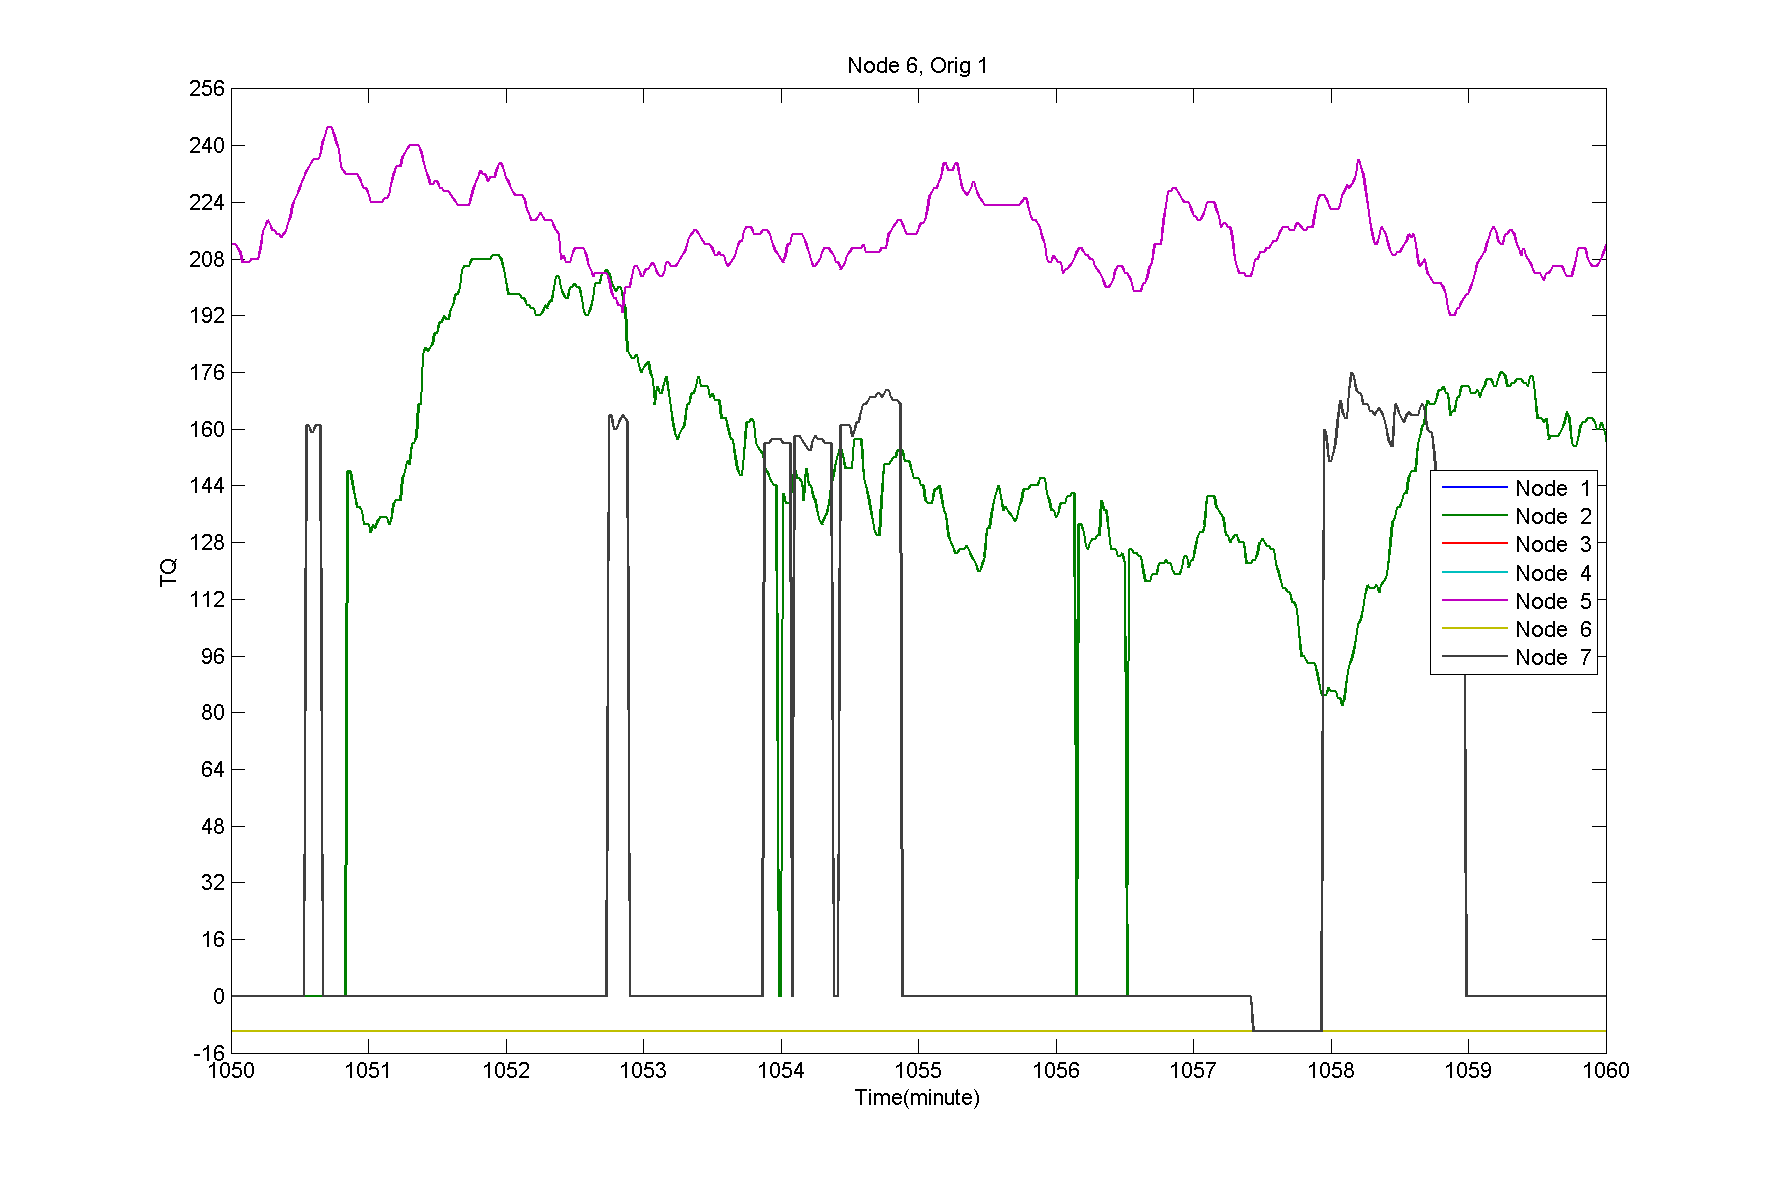 Node 6, Orig 1
256
240
224
208
192
176
160
144
128
112
96
80
64
48
32
16
0
-16
TQ
Node 1
Node 2
Node 3
Node 4
Node 5
Node 6
Node 7
1050 1051 1052 1053 1054 1055 1056 1057 1058 1059 1060
Time(minute)